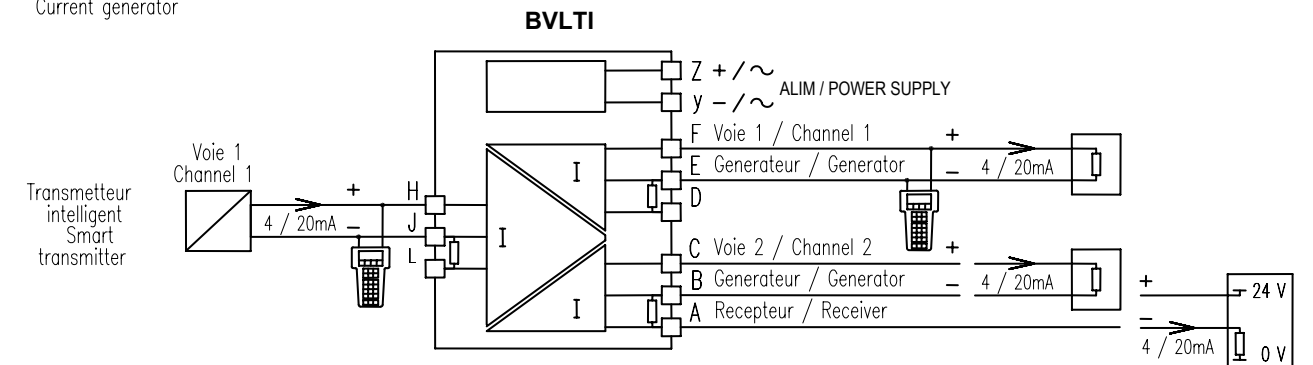 Current generator
BVLTI
Z + / ∼
y − / ∼
ALIM / POWER SUPPLY
Voie 1
Channel 1
Transmetteur
intelligent
Smart
transmitter
+
4 / 20mA
−
H
J
L
I
I
I
F Voie 1 / Channel 1
E Generateur / Generator
D
+
−
4 / 20mA
C Voie 2 / Channel 2
B Generateur / Generator
A Recepteur / Receiver
+
−
4 / 20mA
+
−
4 / 20mA
24 V
0 V